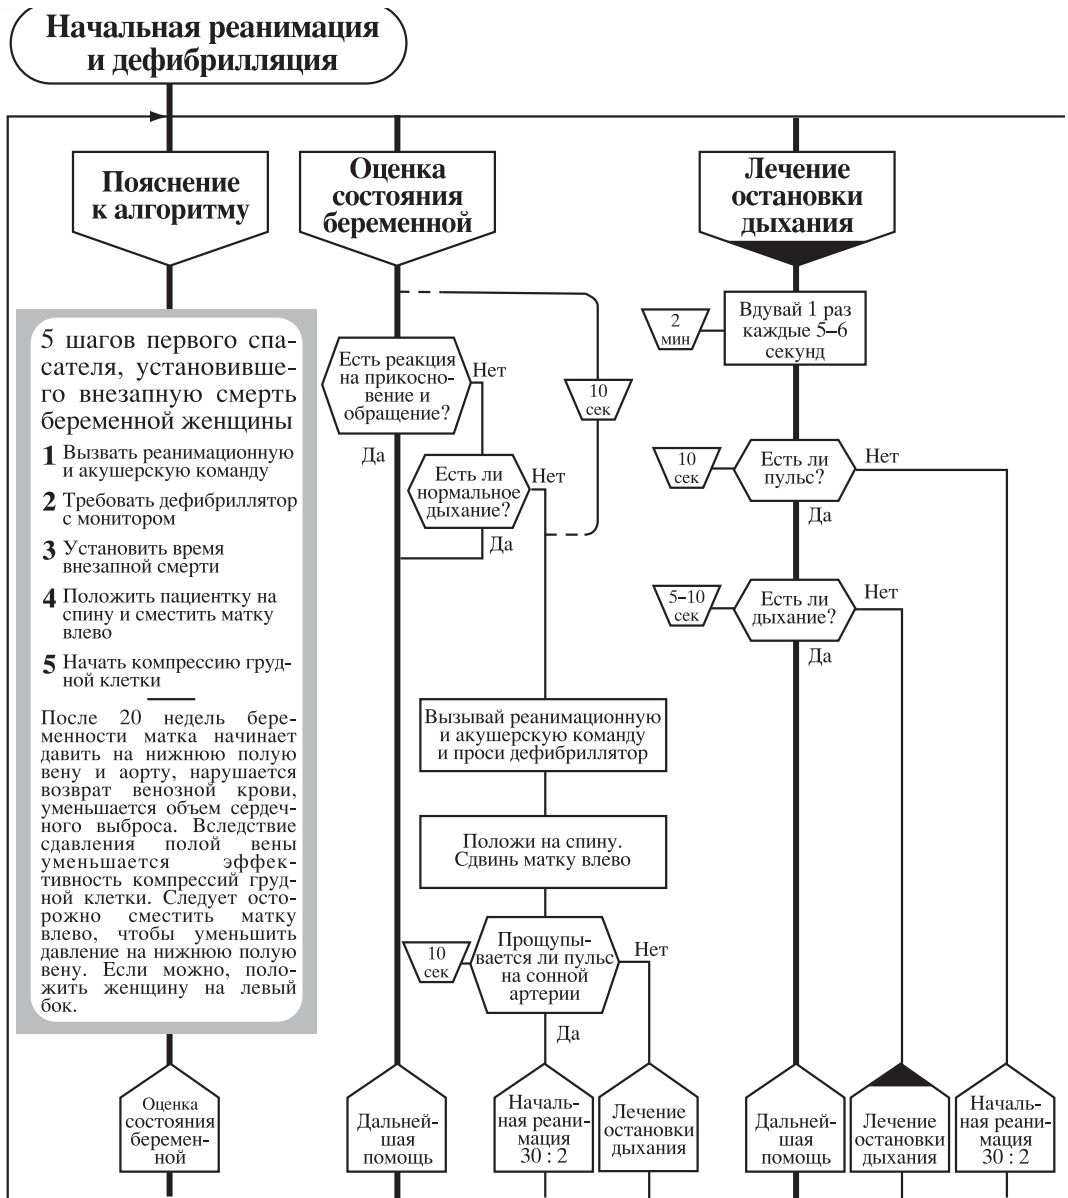 Начальная реанимация
и дефибрилляция
Пояснение
к алгоритму
5 шагов первого спа-
сателя, установивше-
го внезапную смерть
беременной женщины
1 Вызвать реанимационную
и акушерскую команду
2 Требовать дефибриллятор
с монитором
3 Установить время
внезапной смерти
4 Положить пациентку на
спину и сместить матку
влево
5 Начать компрессию груд-
ной клетки
После 20 недель бере-
менности матка начинает
давить на нижнюю полую
вену и аорту, нарушается
возврат венозной крови,
уменьшается объем сердеч-
ного выброса. Вследствие
сдавления полой вены
уменьшается эффек-
тивность компрессий груд-
ной клетки. Следует осто-
рожно сместить матку
влево, чтобы уменьшить
давление на нижнюю полую
вену. Если можно, поло-
жить женщину на левый
бок.
Оценка
состояния
беремен-
ной
Оценка
состояния
беременной
Есть реакция
на прикосно-
вение и
обращение?
Нет
Да
10
сек
Есть ли
нормальное
дыхание?
Нет
Да
Вызывай реанимационную
и акушерскую команду
и проси дефибриллятор
Положи на спину.
Сдвинь матку влево
10
сек
Прощупы-
вается ли пульс
на сонной
артерии
Нет
Да
Дальней-
шая
помощь
Началь-
ная реани-
мация
30 : 2
Лечение
остановки
дыхания
Лечение
остановки
дыхания
2
мин
Вдувай 1 раз
каждые 5–6
секунд
10
сек
Есть ли
пульс?
Нет
Да
5–10
сек
Есть ли
дыхание?
Нет
Да
Дальней-
шая
помощь
Лечение
остановки
дыхания
Началь-
ная реани-
мация
30 : 2